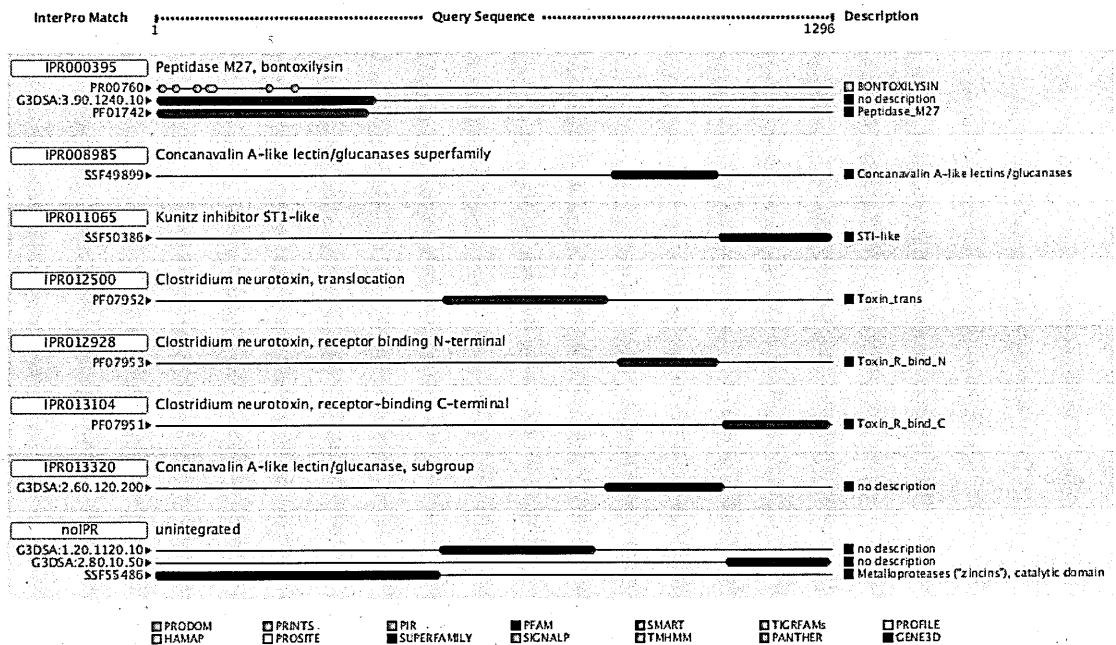 InterPro Match Query Sequence Description
1 1296
IPR000395 Peptidase M27, bontoxilysin
PR00760 BONTOXILYSIN
G3DSA:3.90.1240.10 no description
PF01742 Peptidase_M27
IPR008985 Concanavalin A-like lectin/glucanases superfamily
SSF49899 Concanavalin A-like lectins/glucanases
IPR011065 Kunitz inhibitor ST1-like
SSF50386 STI-like
IPR012500 Clostridium neurotoxin, translocation
PF07952 Toxin_trans
IPR012928 Clostridium neurotoxin, receptor binding N-terminal
PF07953 Toxin_R_bind_N
IPR013104 Clostridium neurotoxin, receptor-binding C-terminal
PF07951 Toxin_R_bind_C
IPR013320 Concanavalin A-like lectin/glucanase, subgroup
G3DSA:2.60.120.200 no description
noIPR unintegrated
G3DSA:1.20.1120.10 no description
G3DSA:2.80.10.50 no description
SSF55486 Metalloproteases ("zincins"), catalytic domain
PRODOM PRINTS PIR PFAM SMART TIGRFAMs PROFILE
HAMAP PROSITE SUPERFAMILY SIGNALP TMHMM PANTHER GENE3D